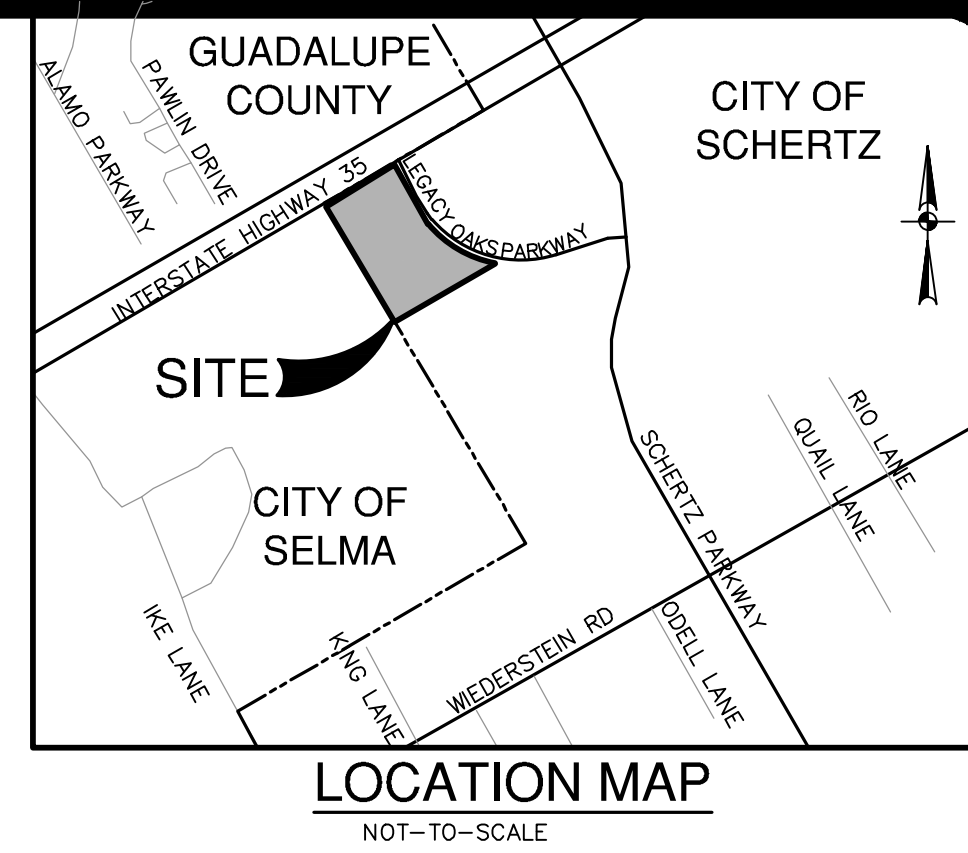 GUADALUPE
COUNTY
CITY OF
SCHERTZ
ALAMO PARKWAY
PAWLIN DRIVE
INTERSTATE HIGHWAY 35
LEGACY OAKS PARKWAY
SITE
CITY OF
SELMA
SCHERTZ PARKWAY
QUAIL LANE
RIO LANE
IKE LANE
KING LANE
WIEDERSTEIN RD
ODELL LANE
LOCATION MAP
NOT-TO-SCALE